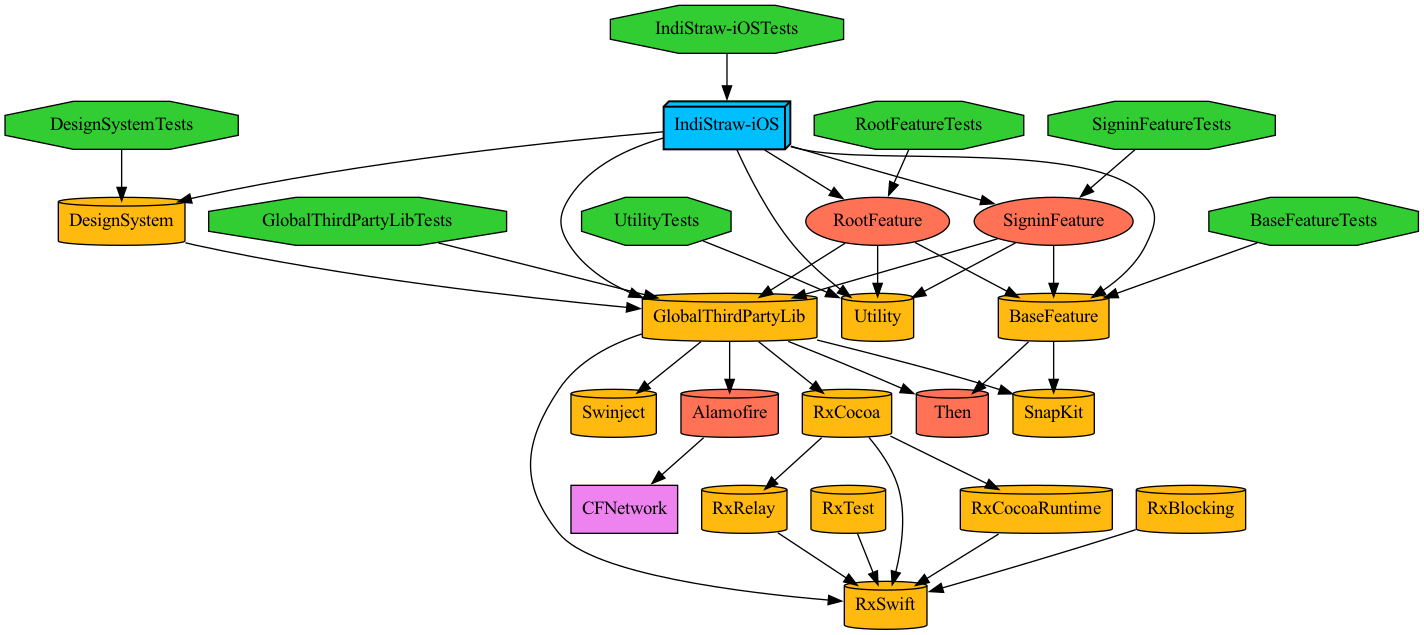 IndiStraw-iOSTests
DesignSystemTests
IndiStraw-iOS
RootFeatureTests
SigninFeatureTests
DesignSystem
GlobalThirdPartyLibTests
UtilityTests
RootFeature
SigninFeature
BaseFeatureTests
GlobalThirdPartyLib
Utility
BaseFeature
Swinject
Alamofire
RxCocoa
Then
SnapKit
CFNetwork
RxRelay
RxTest
RxCocoaRuntime
RxBlocking
RxSwift